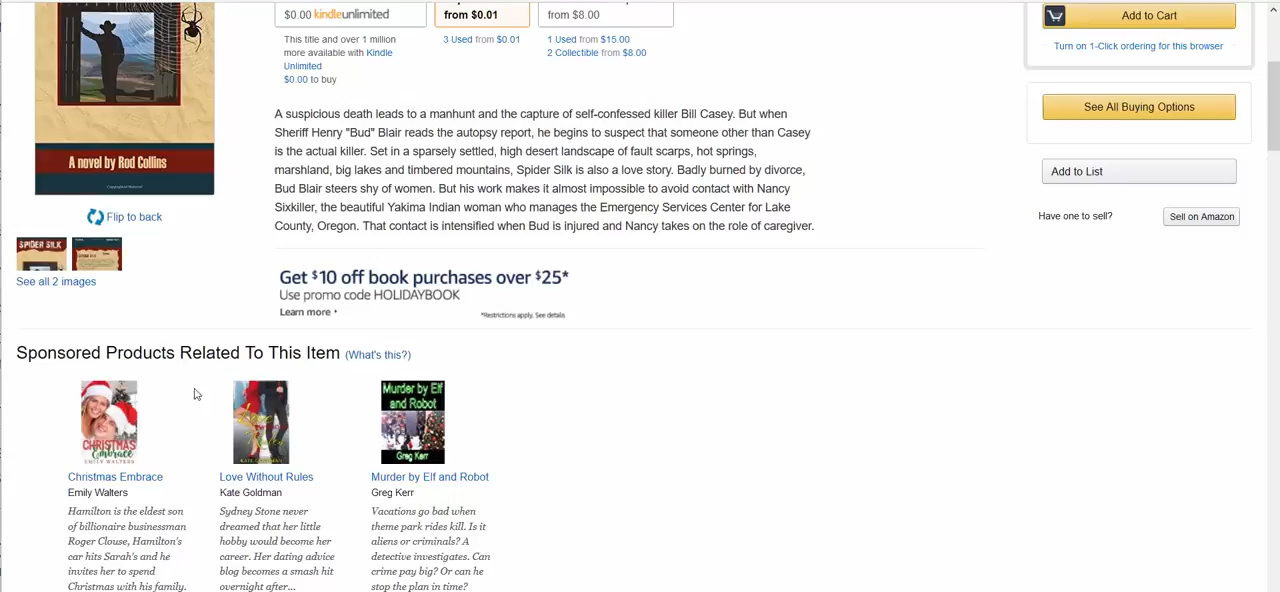 $0.00 kindleunlimited
from $0.01
from $8.00
This title and over 1 million
more available with Kindle
Unlimited
$0.00 to buy
3 Used from $0.01
1 Used from $15.00
2 Collectible from $8.00
Add to Cart
Turn on 1-Click ordering for this browser
See All Buying Options
Add to List
Have one to sell?
Sell on Amazon
A novel by Rod Collins
Flip to back
SPIDER SILK
See all 2 images
A suspicious death leads to a manhunt and the capture of self-confessed killer Bill Casey. But when
Sheriff Henry "Bud" Blair reads the autopsy report, he begins to suspect that someone other than Casey
is the actual killer. Set in a sparsely settled, high desert landscape of fault scarps, hot springs,
marshland, big lakes and timbered mountains, Spider Silk is also a love story. Badly burned by divorce,
Bud Blair steers shy of women. But his work makes it almost impossible to avoid contact with Nancy
Sixkiller, the beautiful Yakima Indian woman who manages the Emergency Services Center for Lake
County, Oregon. That contact is intensified when Bud is injured and Nancy takes on the role of caregiver.
Get $10 off book purchases over $25*
Use promo code HOLIDAYBOOK
Learn more
*Restrictions apply. See details
Sponsored Products Related To This Item (What's this?)
CHRISTMAS
Embrace
EMILY WALTERS
Christmas Embrace
Emily Walters
Hamilton is the eldest son
of billionaire businessman
Roger Clouse, Hamilton's
car hits Sarah's and he
invites her to spend
Christmas with his family.
KATE GOLDMAN
Love Without Rules
Kate Goldman
Sydney Stone never
dreamed that her little
hobby would become her
career. Her dating advice
blog becomes a smash hit
overnight after...
Murder by Elf
and Robot
Greg Kerr
Murder by Elf and Robot
Greg Kerr
Vacations go bad when
theme park rides kill. Is it
aliens or criminals? A
detective investigates. Can
crime pay big? Or can he
stop the plan in time?